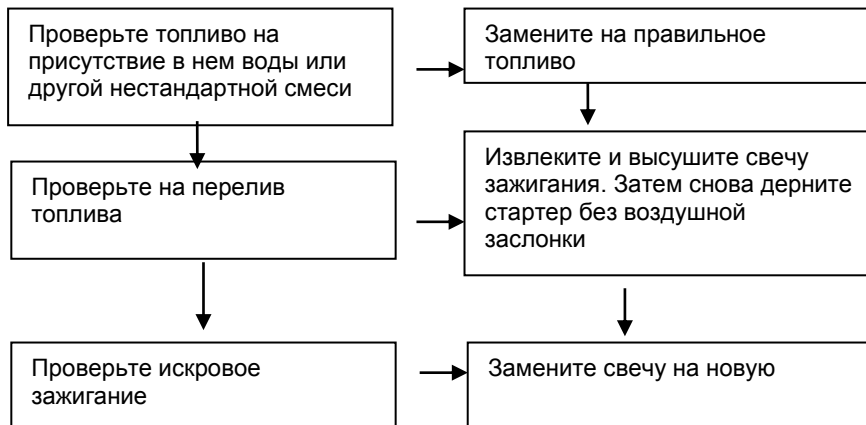 Проверьте топливо на
присутствие в нем воды или
другой нестандартной смеси
Замените на правильное
топливо
Проверьте на перелив
топлива
Извлеките и высушите свечу
зажигания. Затем снова дерните
стартер без воздушной
заслонки
Проверьте искровое
зажигание
Замените свечу на новую